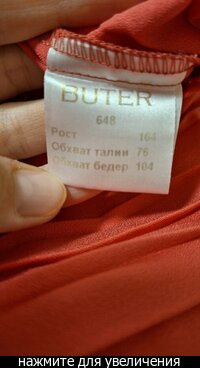 BUTER
648
Рост 164
Обхват талии 76
Обхват бедер 104
нажмите для увеличения